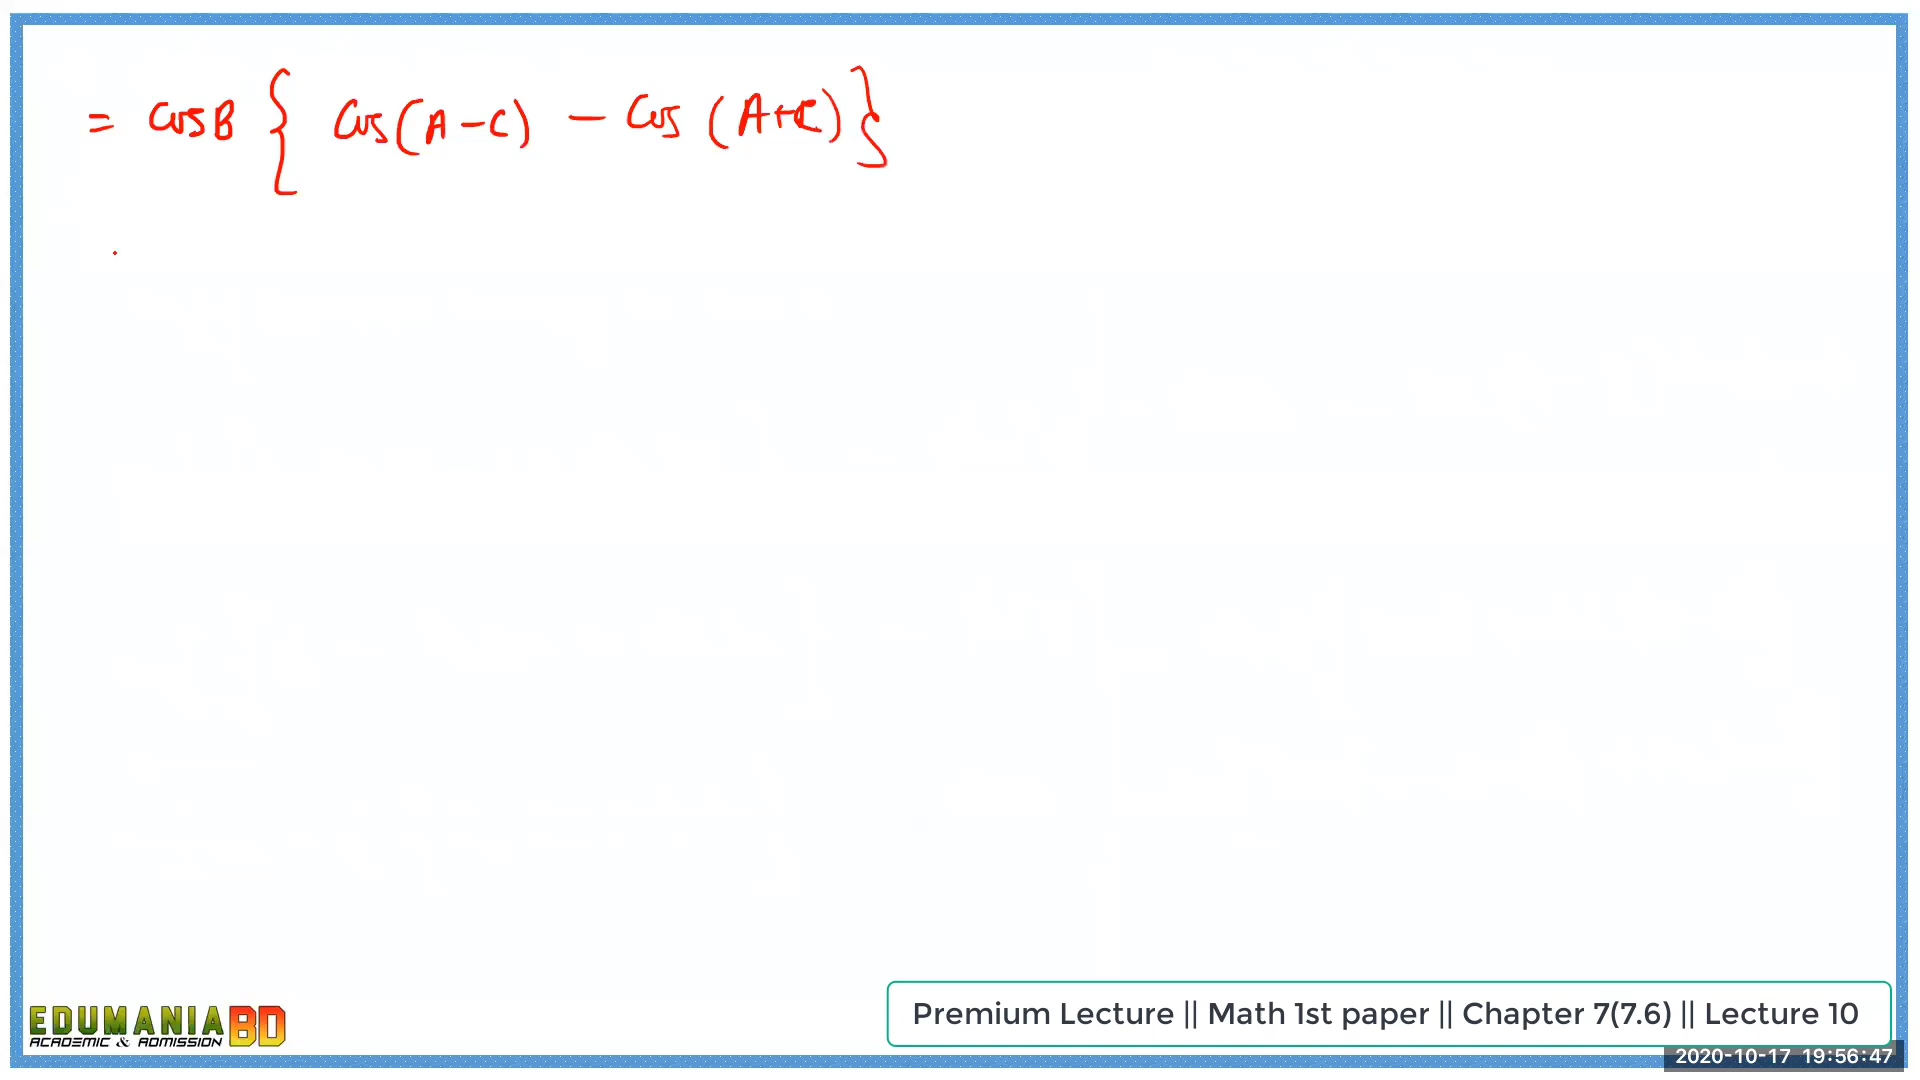 = cos B { cos (A - C) - cos (A + C) }
EDUMANIA BD
ACADEMIC & ADMISSION
Premium Lecture || Math 1st paper || Chapter 7(7.6) || Lecture 10
2020-10-17 19:56:47